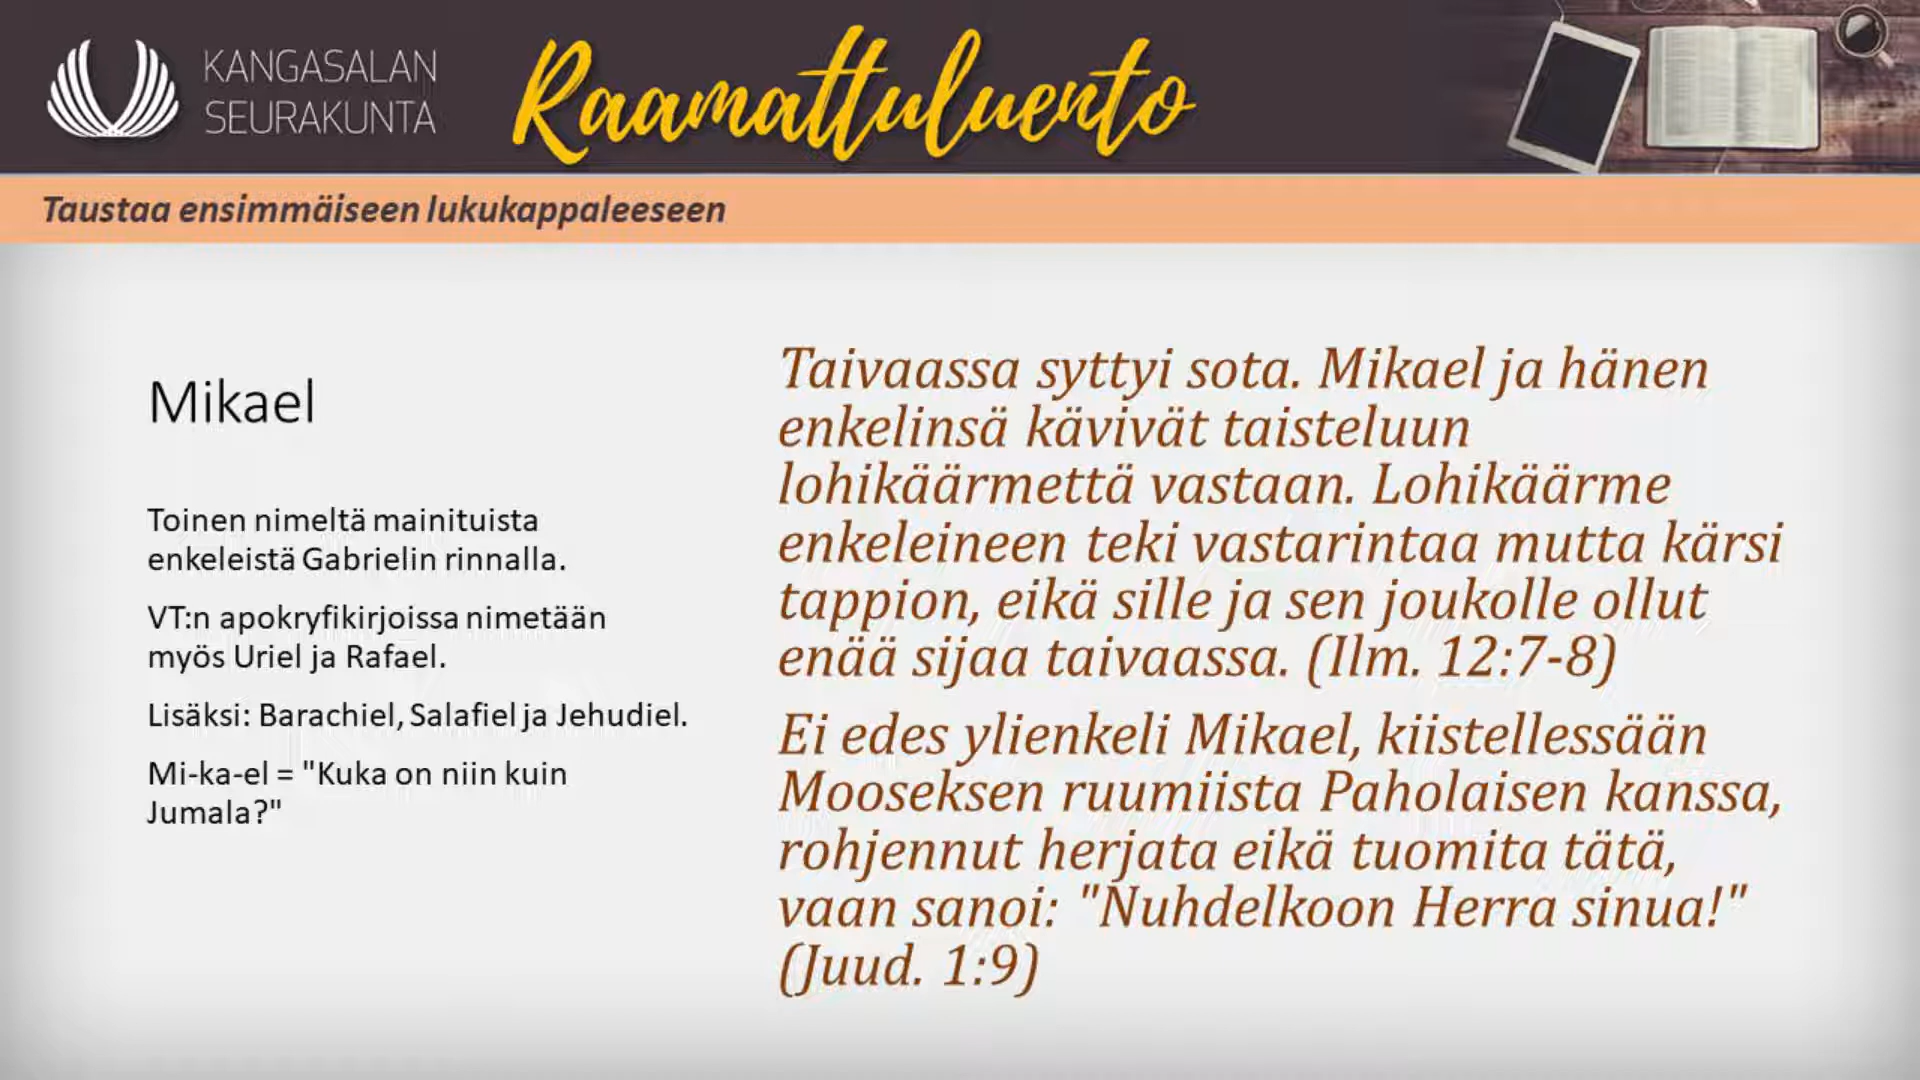 KANGASALAN
SEURAKUNTA
Raamattuluento
Taustaa ensimmäiseen lukukappaleeseen
Mikael
Toinen nimeltä mainituista
enkeleistä Gabrielin rinnalla.
VT:n apokryfikirjoissa nimetään
myös Uriel ja Rafael.
Lisäksi: Barachiel, Salafiel ja Jehudiel.
Mi-ka-el = "Kuka on niin kuin
Jumala?"
Taivaassa syttyi sota. Mikael ja hänen
enkelinsä kävivät taisteluun
lohikäärmettä vastaan. Lohikäärme
enkeleineen teki vastarintaa mutta kärsi
tappion, eikä sille ja sen joukolle ollut
enää sijaa taivaassa. (Ilm. 12:7-8)
Ei edes ylienkeli Mikael, kiistellessään
Mooseksen ruumiista Paholaisen kanssa,
rohjennut herjata eikä tuomita tätä,
vaan sanoi: "Nuhdelkoon Herra sinua!"
(Juud. 1:9)